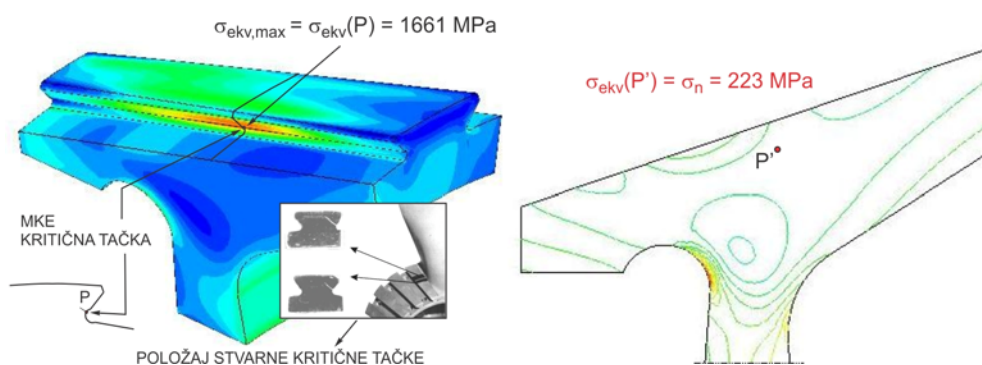 σekv,max = σekv(P) = 1661 MPa
MKE
KRITIČNA TAČKA
P
POLOŽAJ STVARNE KRITIČNE TAČKE
σekv(P’) = σn = 223 MPa
P’